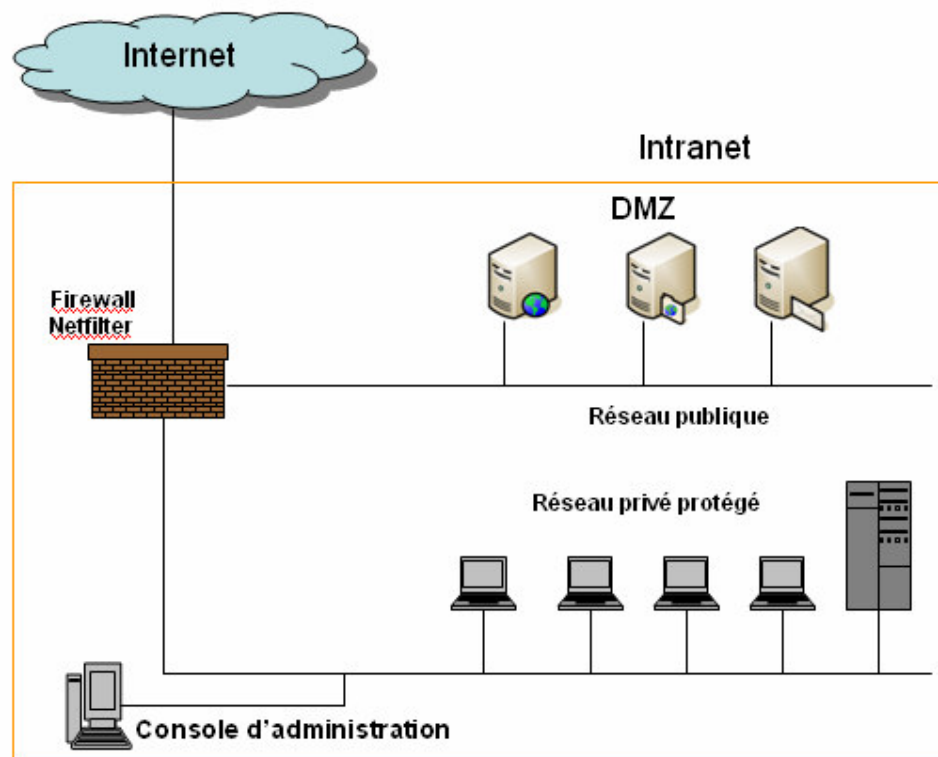 Internet
Intranet
DMZ
Firewall
Netfilter
Réseau publique
Réseau privé protégé
Console d'administration